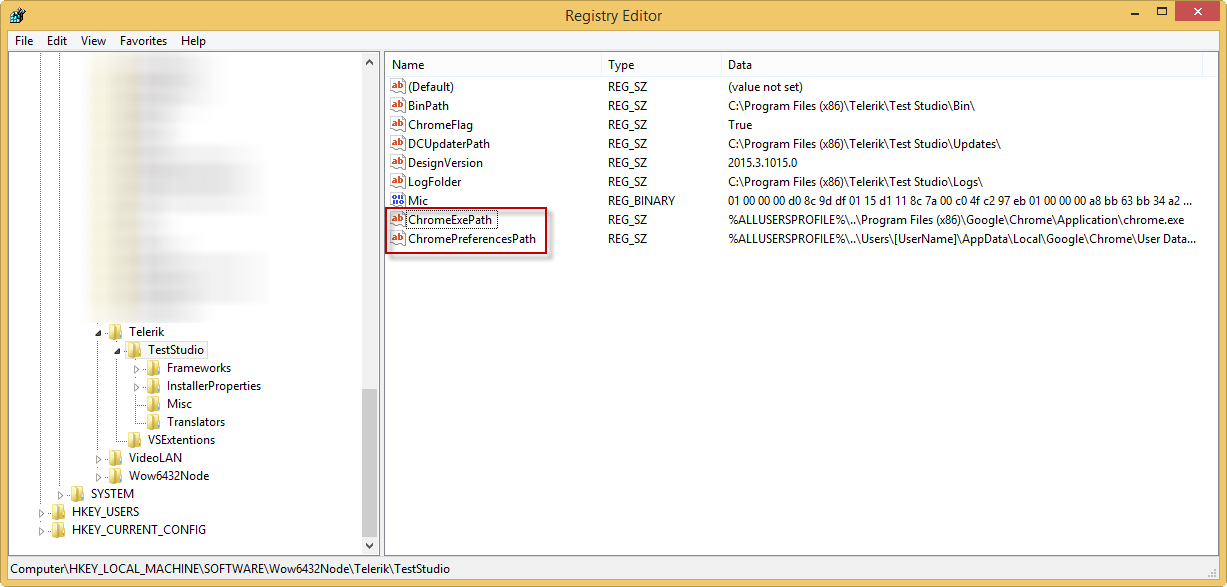 Registry Editor
File Edit View Favorites Help
Name Type Data
(Default) REG_SZ (value not set)
BinPath REG_SZ C:\Program Files (x86)\Telerik\Test Studio\Bin\
ChromeFlag REG_SZ True
DCUpdaterPath REG_SZ C:\Program Files (x86)\Telerik\Test Studio\Updates\
DesignVersion REG_SZ 2015.3.1015.0
LogFolder REG_SZ C:\Program Files (x86)\Telerik\Test Studio\Logs\
Mic REG_BINARY 01 00 00 00 d0 8c 9d df 01 15 d1 11 8c 7a 00 c0 4f c2 97 eb 01 00 00 00 a8 bb 63 bb 34 a2 ...
ChromeExePath REG_SZ %ALLUSERSPROFILE%\..\Program Files (x86)\Google\Chrome\Application\chrome.exe
ChromePreferencesPath REG_SZ %ALLUSERSPROFILE%\..\Users\[UserName]\AppData\Local\Google\Chrome\User Data...
Telerik
TestStudio
Frameworks
InstallerProperties
Misc
Translators
VSExtentions
VideoLAN
Wow6432Node
SYSTEM
HKEY_USERS
HKEY_CURRENT_CONFIG
Computer\HKEY_LOCAL_MACHINE\SOFTWARE\Wow6432Node\Telerik\TestStudio